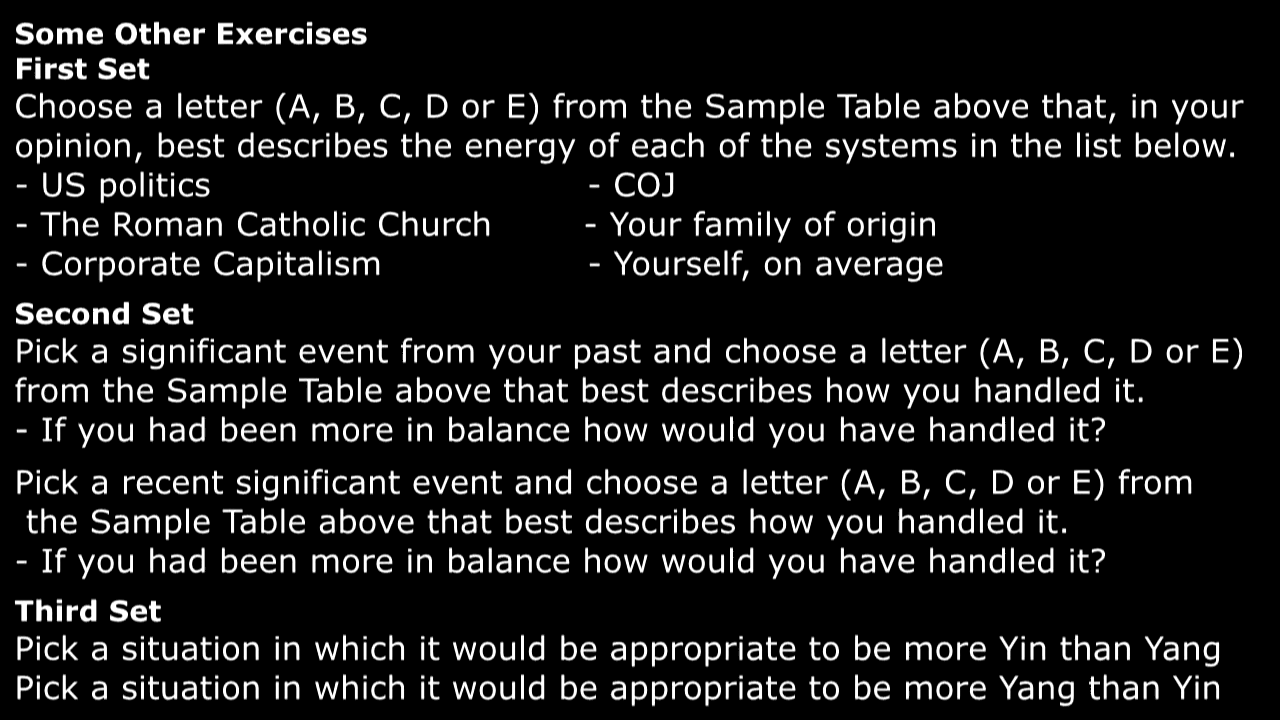 Some Other Exercises
First Set
Choose a letter (A, B, C, D or E) from the Sample Table above that, in your
opinion, best describes the energy of each of the systems in the list below.
- US politics - COJ
- The Roman Catholic Church - Your family of origin
- Corporate Capitalism - Yourself, on average
Second Set
Pick a significant event from your past and choose a letter (A, B, C, D or E)
from the Sample Table above that best describes how you handled it.
- If you had been more in balance how would you have handled it?
Pick a recent significant event and choose a letter (A, B, C, D or E) from
the Sample Table above that best describes how you handled it.
- If you had been more in balance how would you have handled it?
Third Set
Pick a situation in which it would be appropriate to be more Yin than Yang
Pick a situation in which it would be appropriate to be more Yang than Yin